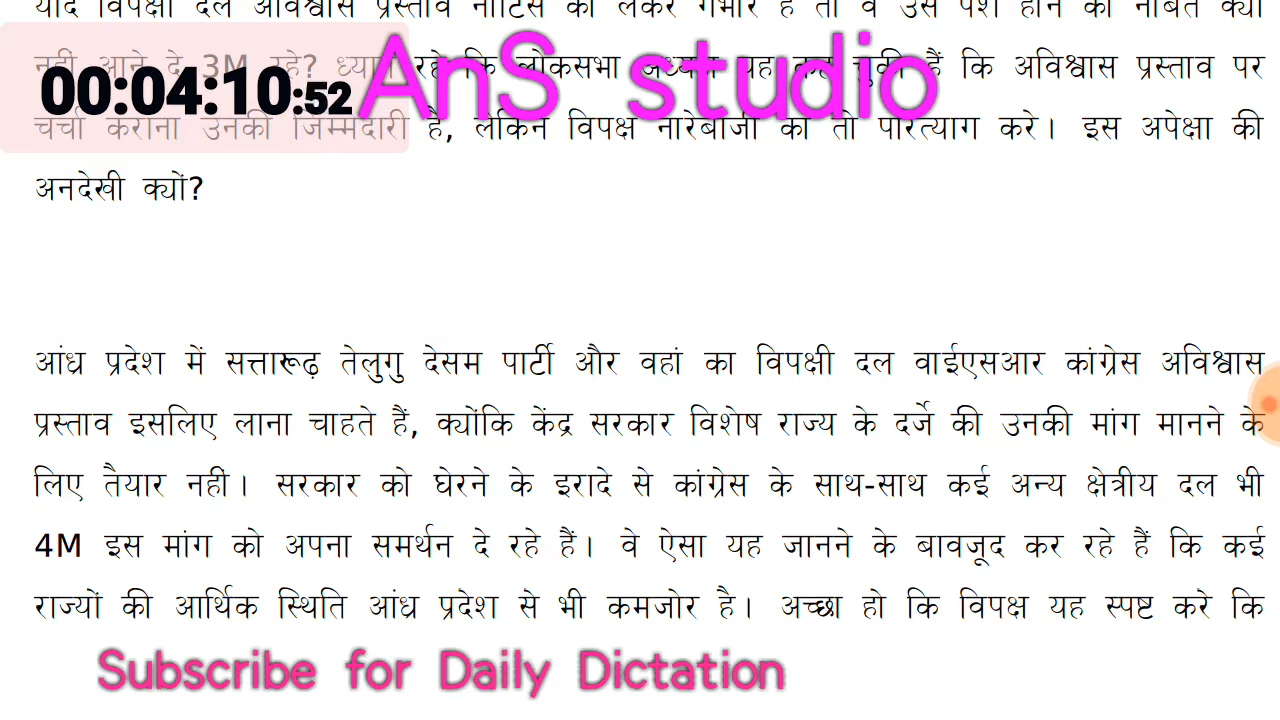 यदि विपक्षी दल अविश्वास प्रस्ताव नोटिस को लेकर गंभीर हैं तो वे उसे पेश होने की नौबत क्यों
नहीं आने दे 3M रहे? ध्यान रहे कि लोकसभा अध्यक्ष यह कह चुकी हैं कि अविश्वास प्रस्ताव पर
चर्चा कराना उनकी जिम्मेदारी है, लेकिन विपक्ष नारेबाजी का तो परित्याग करे। इस अपेक्षा की
अनदेखी क्यों?
00:04:10:52
AnS studio
आंध्र प्रदेश में सत्तारूढ़ तेलुगु देसम पार्टी और वहां का विपक्षी दल वाईएसआर कांग्रेस अविश्वास
प्रस्ताव इसलिए लाना चाहते हैं, क्योंकि केंद्र सरकार विशेष राज्य के दर्जे की उनकी मांग मानने के
लिए तैयार नहीं। सरकार को घेरने के इरादे से कांग्रेस के साथ-साथ कई अन्य क्षेत्रीय दल भी
4M इस मांग को अपना समर्थन दे रहे हैं। वे ऐसा यह जानने के बावजूद कर रहे हैं कि कई
राज्यों की आर्थिक स्थिति आंध्र प्रदेश से भी कमजोर है। अच्छा हो कि विपक्ष यह स्पष्ट करे कि
Subscribe for Daily Dictation